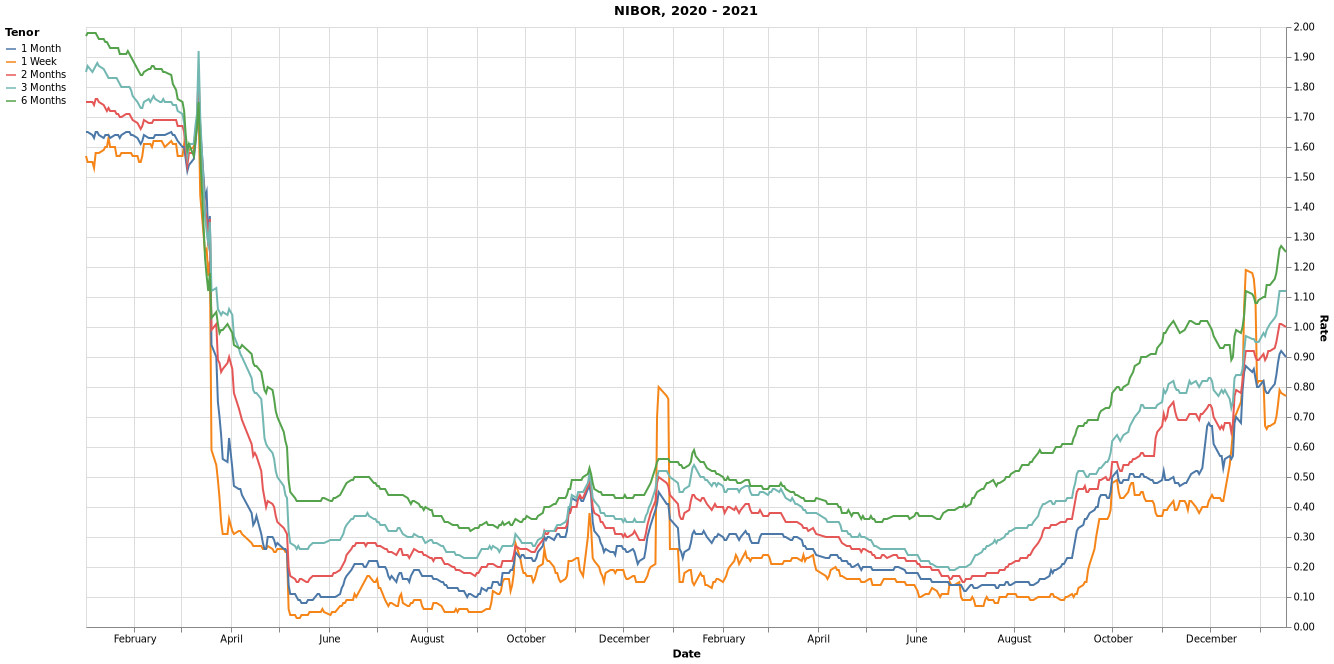 NIBOR, 2020 - 2021
Tenor
1 Month
1 Week
2 Months
3 Months
6 Months
2.00
1.90
1.80
1.70
1.60
1.50
1.40
1.30
1.20
1.10
1.00
0.90
0.80
0.70
0.60
0.50
0.40
0.30
0.20
0.10
0.00
Rate
February April June August October December February April June August October December
Date